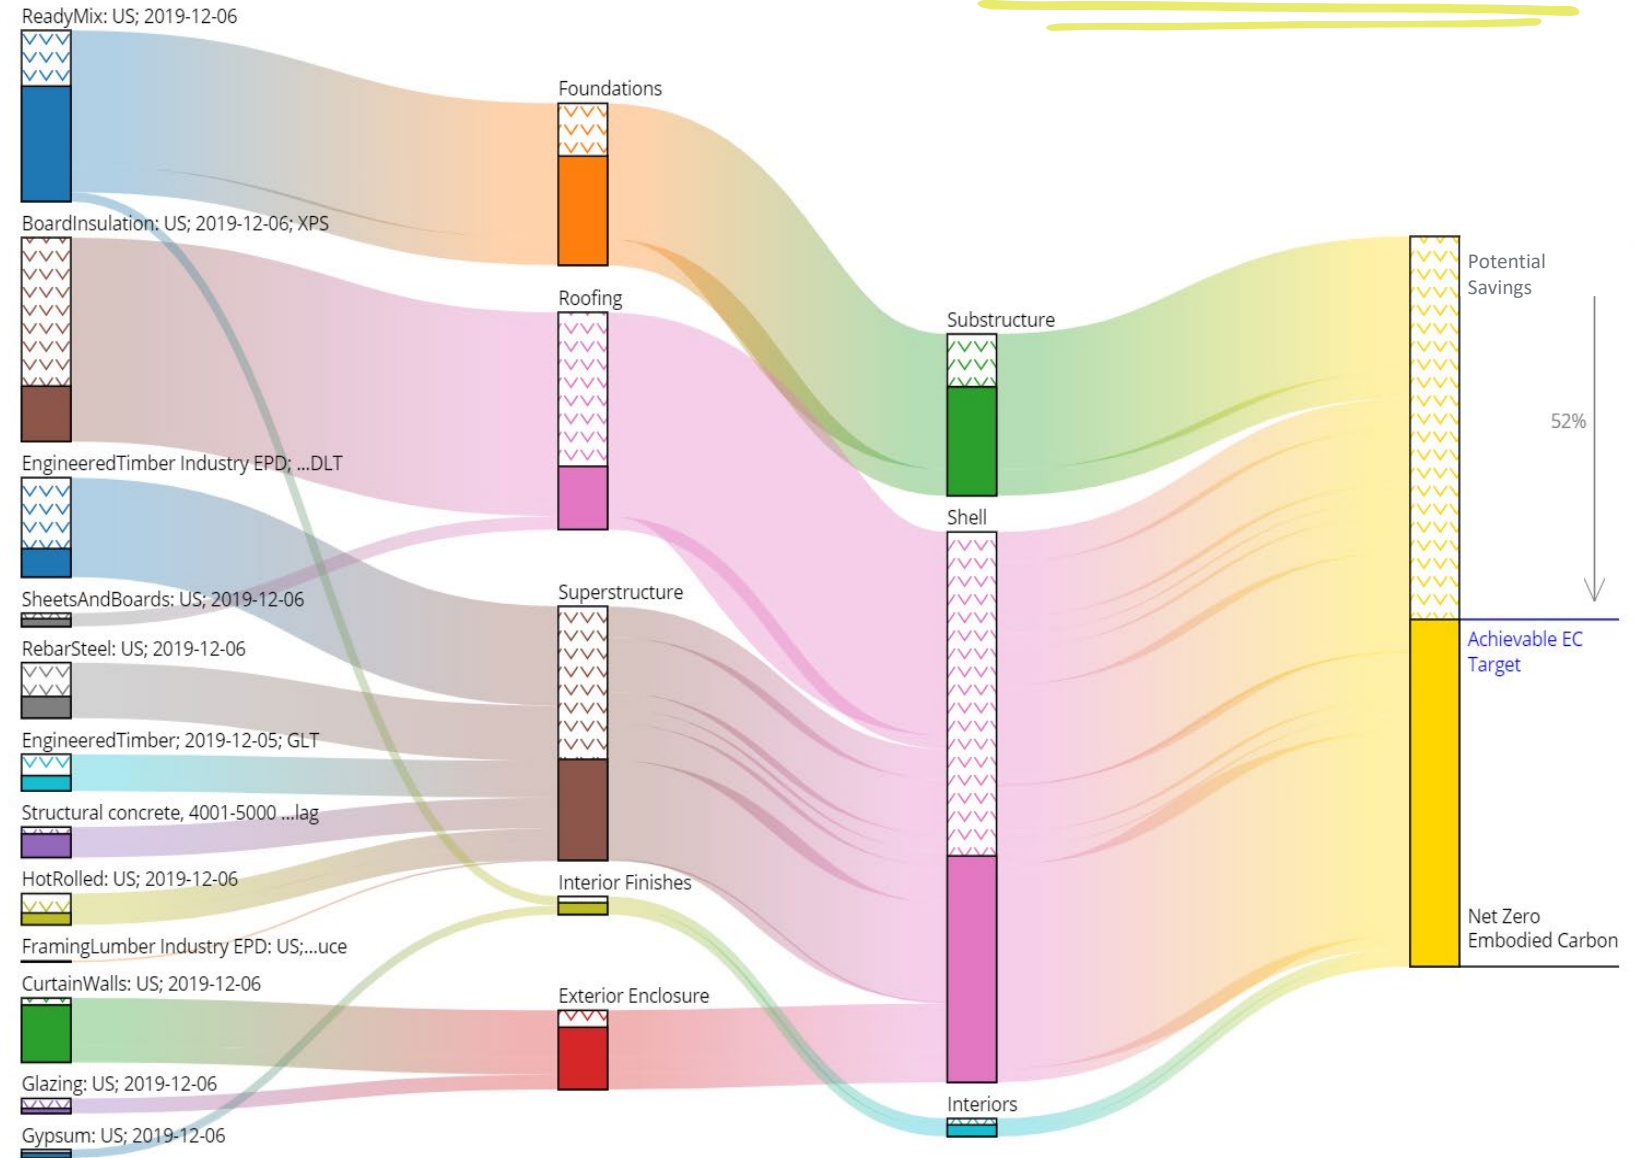 ReadyMix: US; 2019-12-06
BoardInsulation: US; 2019-12-06; XPS
EngineeredTimber Industry EPD; ...DLT
SheetsAndBoards: US; 2019-12-06
RebarSteel: US; 2019-12-06
EngineeredTimber; 2019-12-05; GLT
Structural concrete, 4001-5000 ...lag
HotRolled: US; 2019-12-06
FramingLumber Industry EPD: US;...uce
CurtainWalls: US; 2019-12-06
Glazing: US; 2019-12-06
Gypsum: US; 2019-12-06
Foundations
Roofing
Superstructure
Interior Finishes
Exterior Enclosure
Substructure
Shell
Interiors
Potential
Savings
52%
Achievable EC
Target
Net Zero
Embodied Carbon